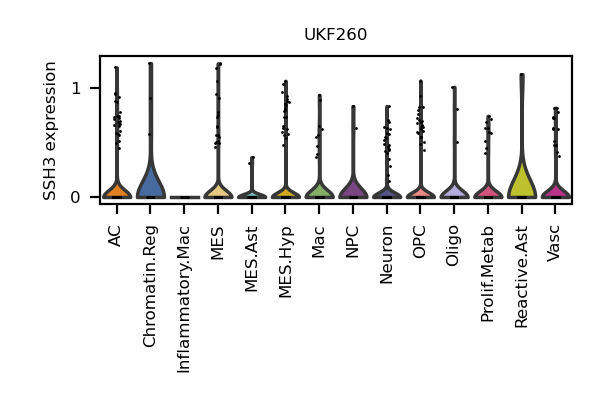 UKF260
SSH3 expression
1
0
AC
Chromatin.Reg
Inflammatory.Mac
MES
MES.Ast
MES.Hyp
Mac
NPC
Neuron
OPC
Oligo
Prolif.Metab
Reactive.Ast
Vasc